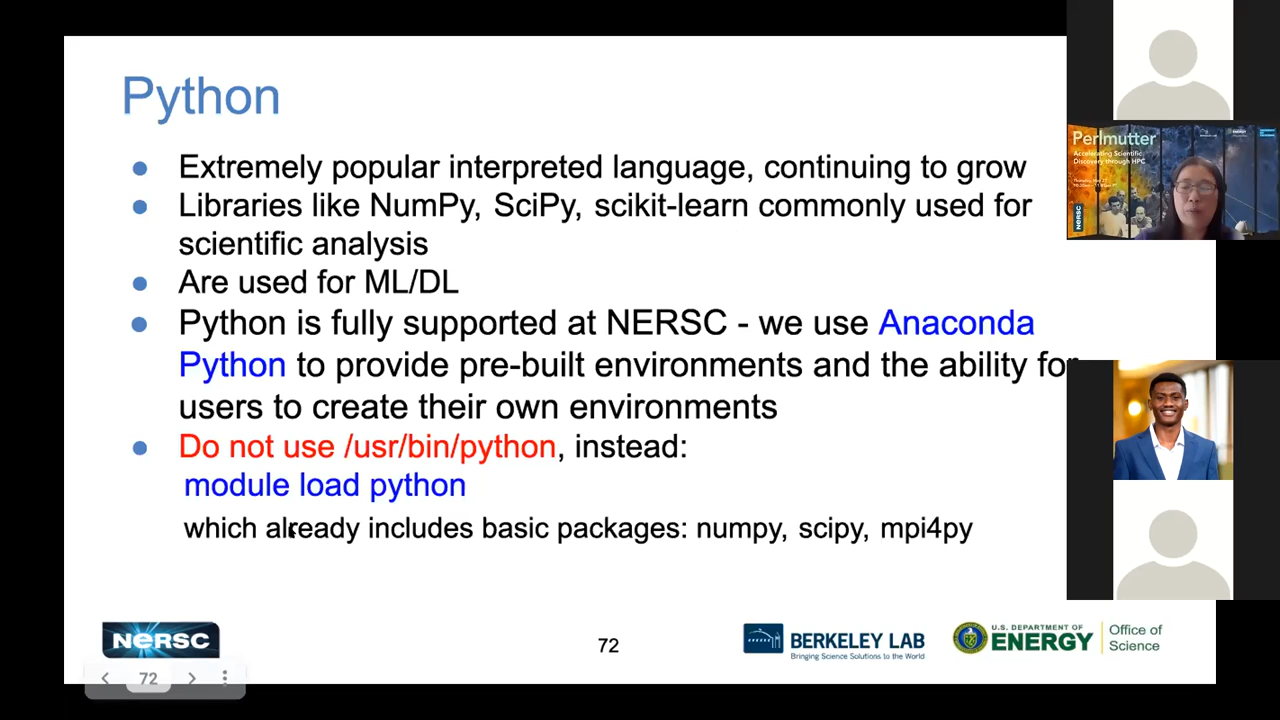 Python
Extremely popular interpreted language, continuing to grow
Libraries like NumPy, SciPy, scikit-learn commonly used for
scientific analysis
Are used for ML/DL
Python is fully supported at NERSC - we use Anaconda
Python to provide pre-built environments and the ability for
users to create their own environments
Do not use /usr/bin/python, instead:
module load python
which already includes basic packages: numpy, scipy, mpi4py
NERSC
72
BERKELEY LAB
Bringing Science Solutions to the World
U.S. DEPARTMENT OF
ENERGY
Office of
Science
72
Perlmutter
Accelerating Scientific
Discovery through HPC
NERSC